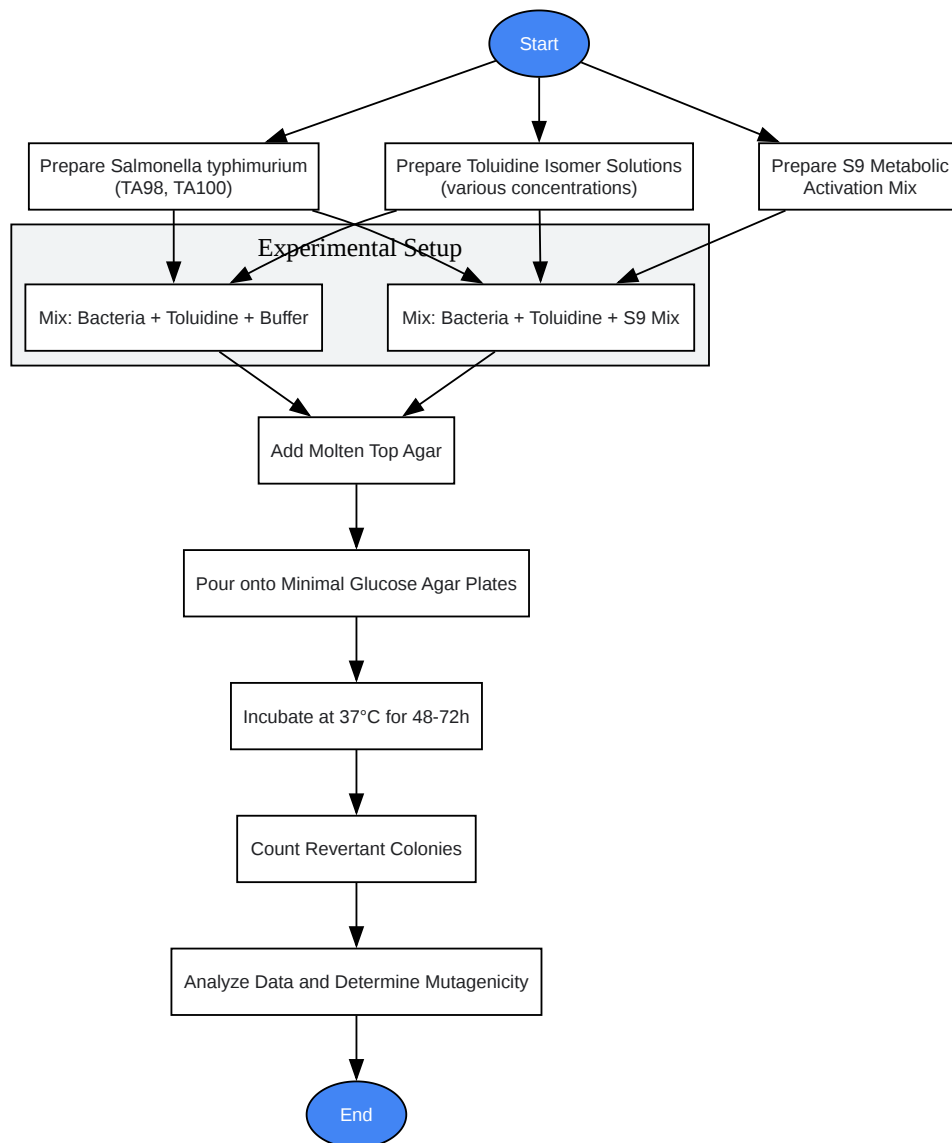 Start
Prepare Salmonella typhimurium
(TA98, TA100)
Prepare Toluidine Isomer Solutions
(various concentrations)
Prepare S9 Metabolic
Activation Mix
Experimental Setup
Mix: Bacteria + Toluidine + Buffer
Mix: Bacteria + Toluidine + S9 Mix
Add Molten Top Agar
Pour onto Minimal Glucose Agar Plates
Incubate at 37°C for 48-72h
Count Revertant Colonies
Analyze Data and Determine Mutagenicity
End